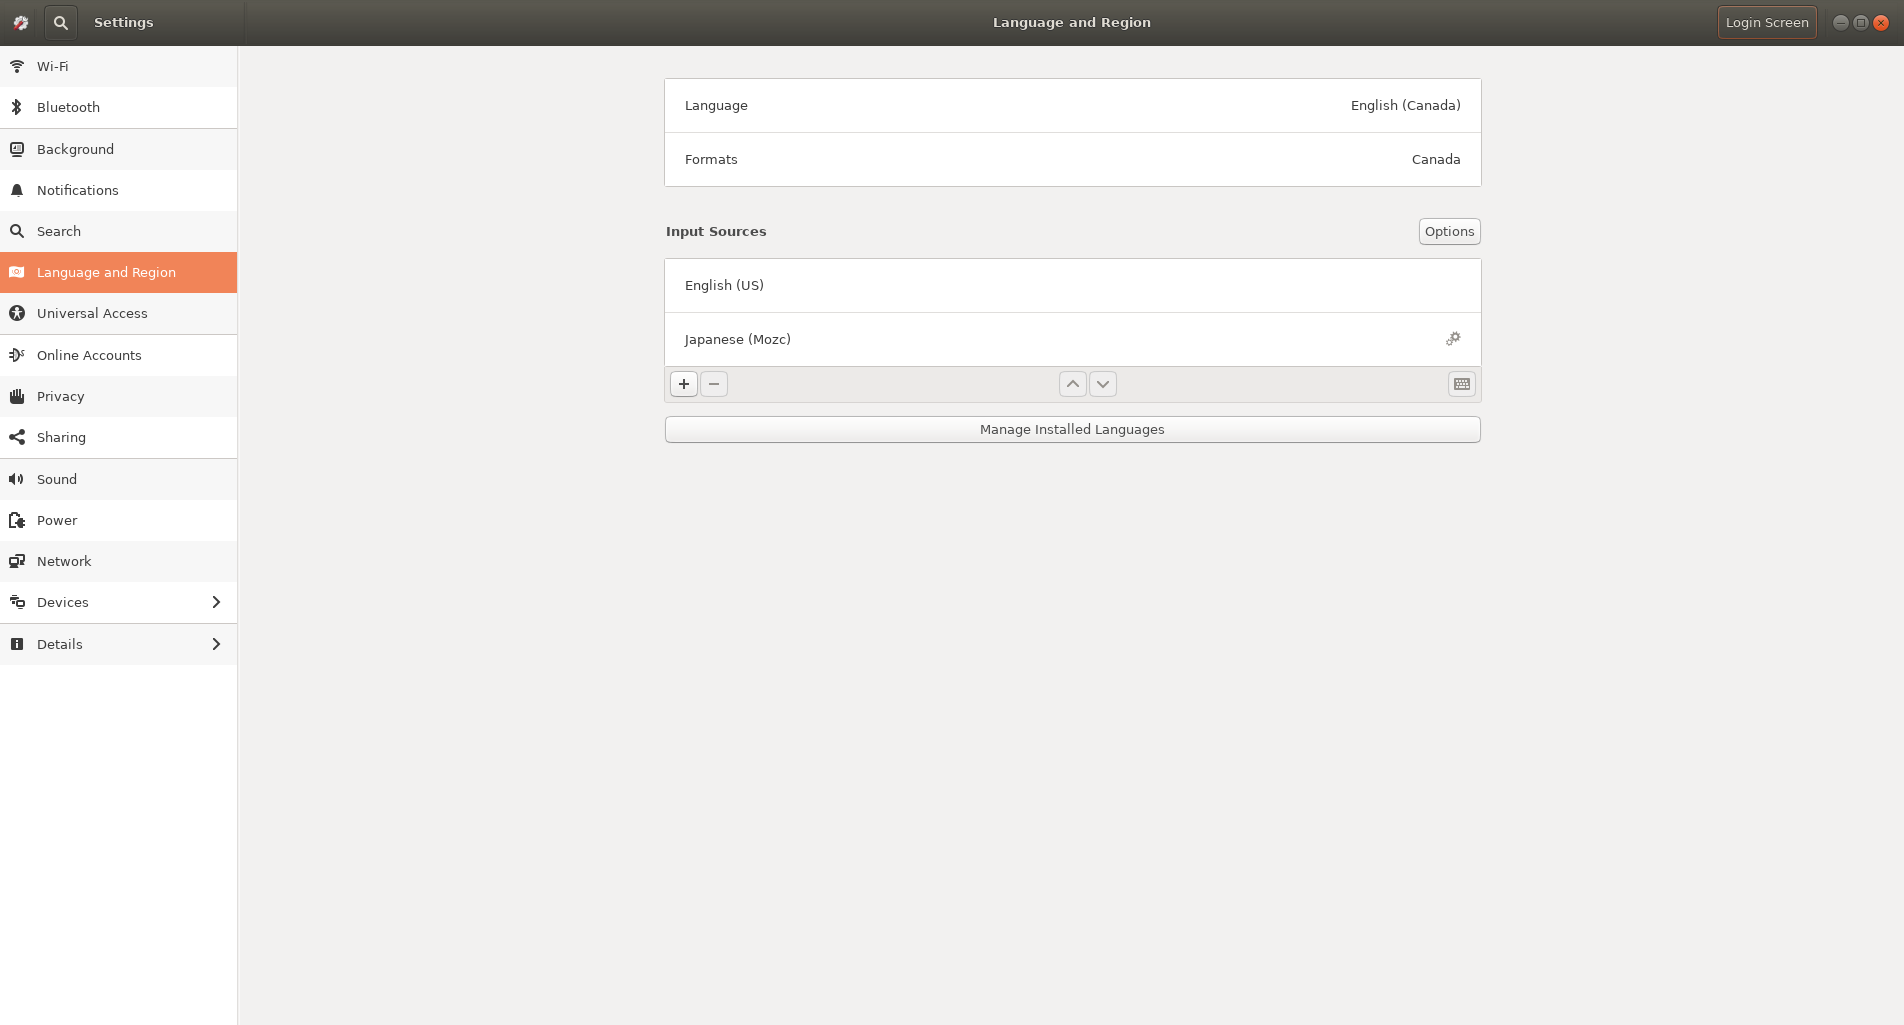 Settings
Language and Region
Login Screen
Wi-Fi
Bluetooth
Background
Notifications
Search
Language and Region
Universal Access
Online Accounts
Privacy
Sharing
Sound
Power
Network
Devices
Details
Language English (Canada)
Formats Canada
Input Sources Options
English (US)
Japanese (Mozc)
Manage Installed Languages